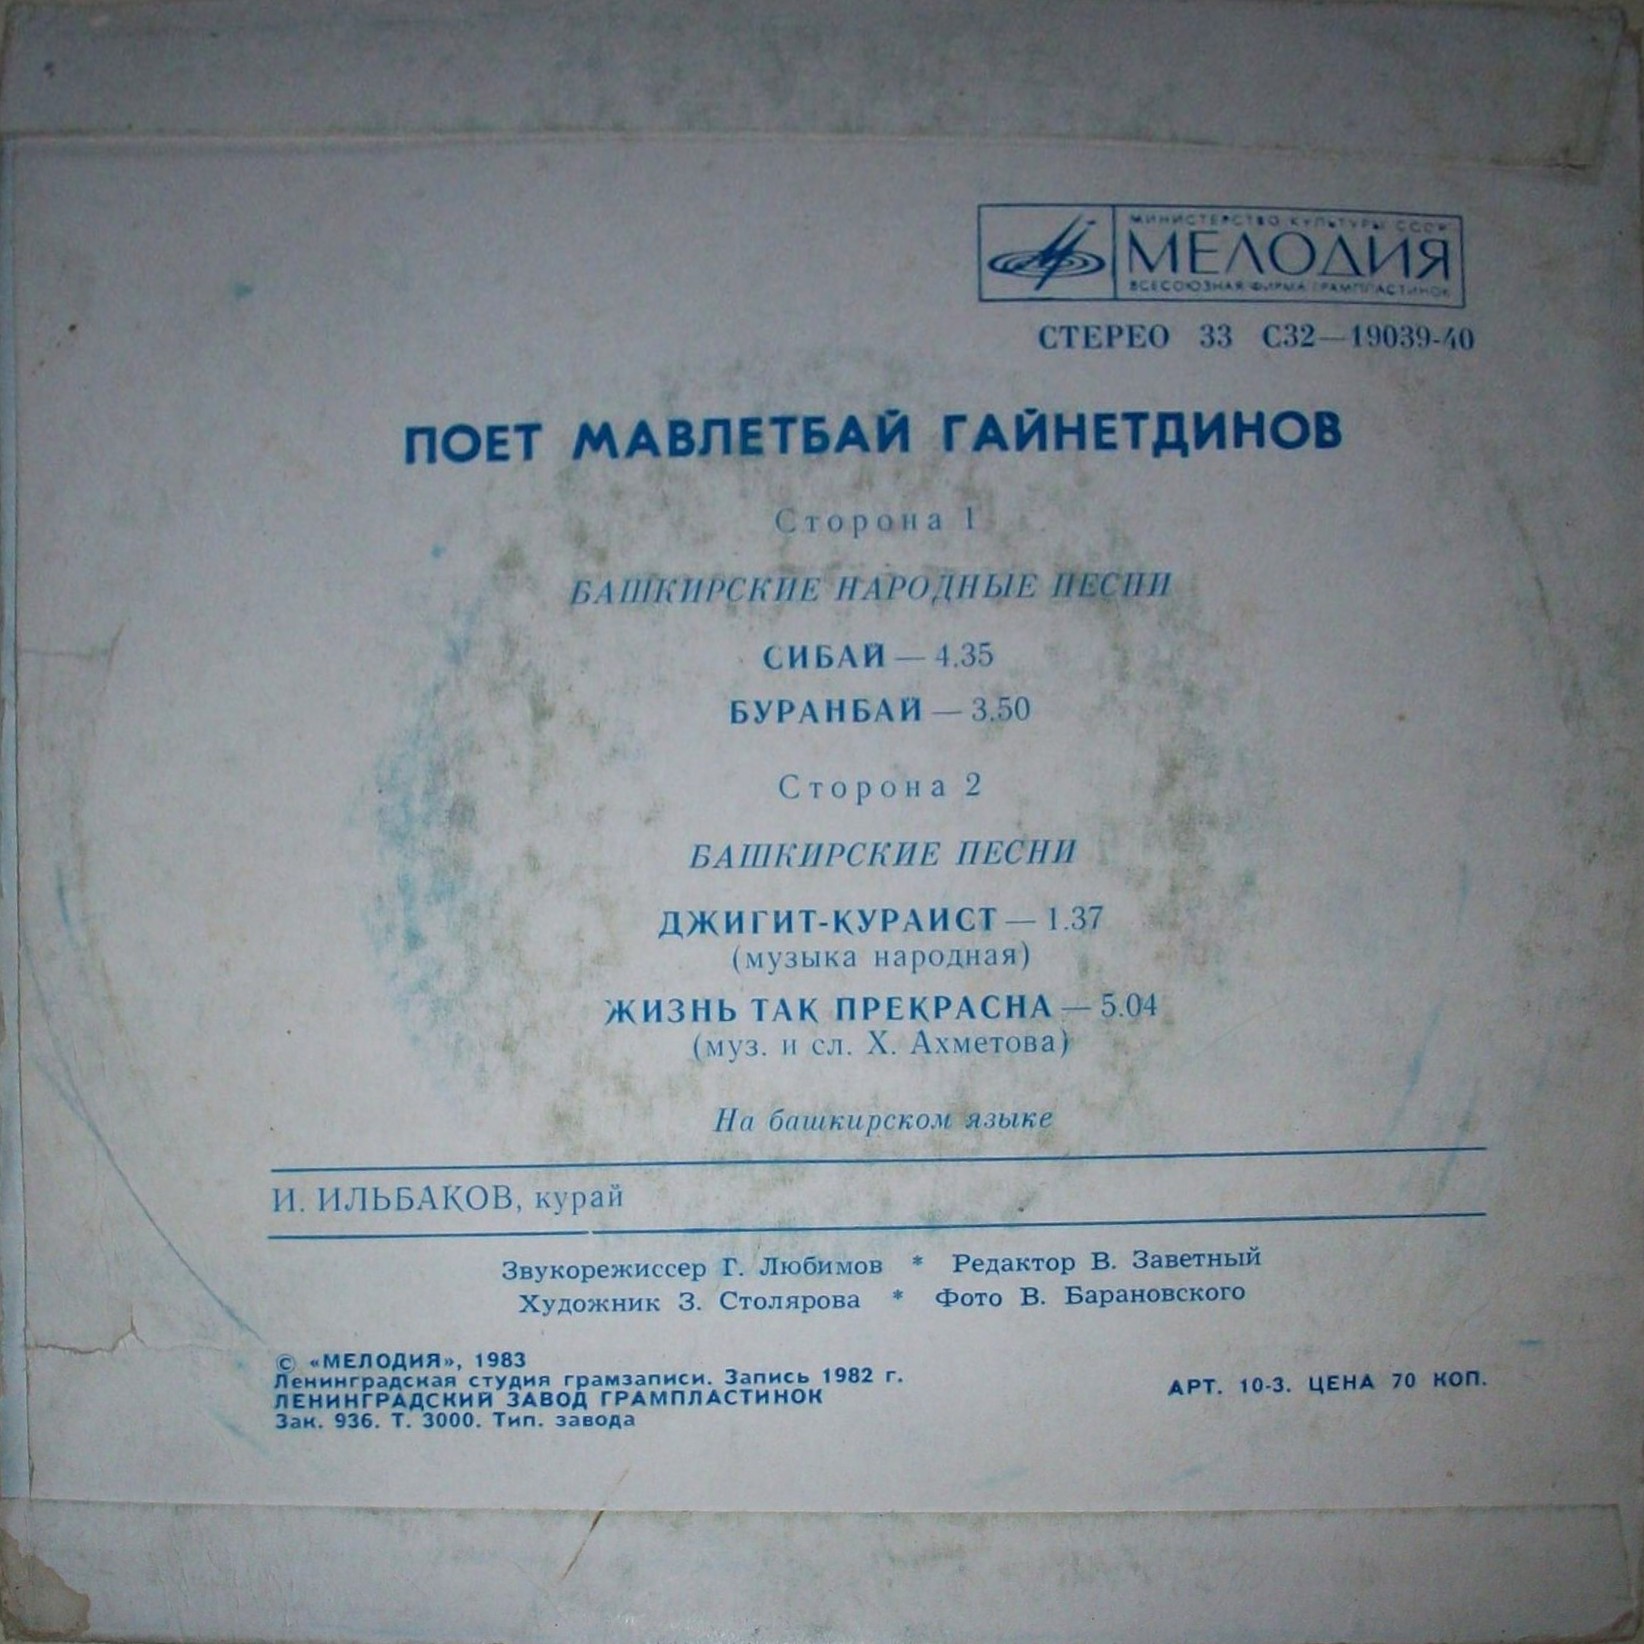 МИНИСТЕРСТВО КУЛЬТУРЫ СССР
МЕЛОДИЯ
ВСЕСОЮЗНАЯ ФИРМА ГРАМПЛАСТИНОК
СТЕРЕО 33 С32—19039-40
ПОЕТ МАВЛЕТБАЙ ГАЙНЕТДИНОВ
Сторона 1
БАШКИРСКИЕ НАРОДНЫЕ ПЕСНИ
СИБАЙ — 4.35
БУРАНБАЙ — 3.50
Сторона 2
БАШКИРСКИЕ ПЕСНИ
ДЖИГИТ-КУРАИСТ — 1.37
(музыка народная)
ЖИЗНЬ ТАК ПРЕКРАСНА — 5.04
(муз. и сл. Х. Ахметова)
На башкирском языке
И. ИЛЬБАКОВ, курай
Звукорежиссер Г. Любимов * Редактор В. Заветный
Художник З. Столярова * Фото В. Барановского
© «МЕЛОДИЯ», 1983
Ленинградская студия грамзаписи. Запись 1982 г.
ЛЕНИНГРАДСКИЙ ЗАВОД ГРАМПЛАСТИНОК
Зак. 936. Т. 3000. Тип. завода
АРТ. 10-3. ЦЕНА 70 КОП.